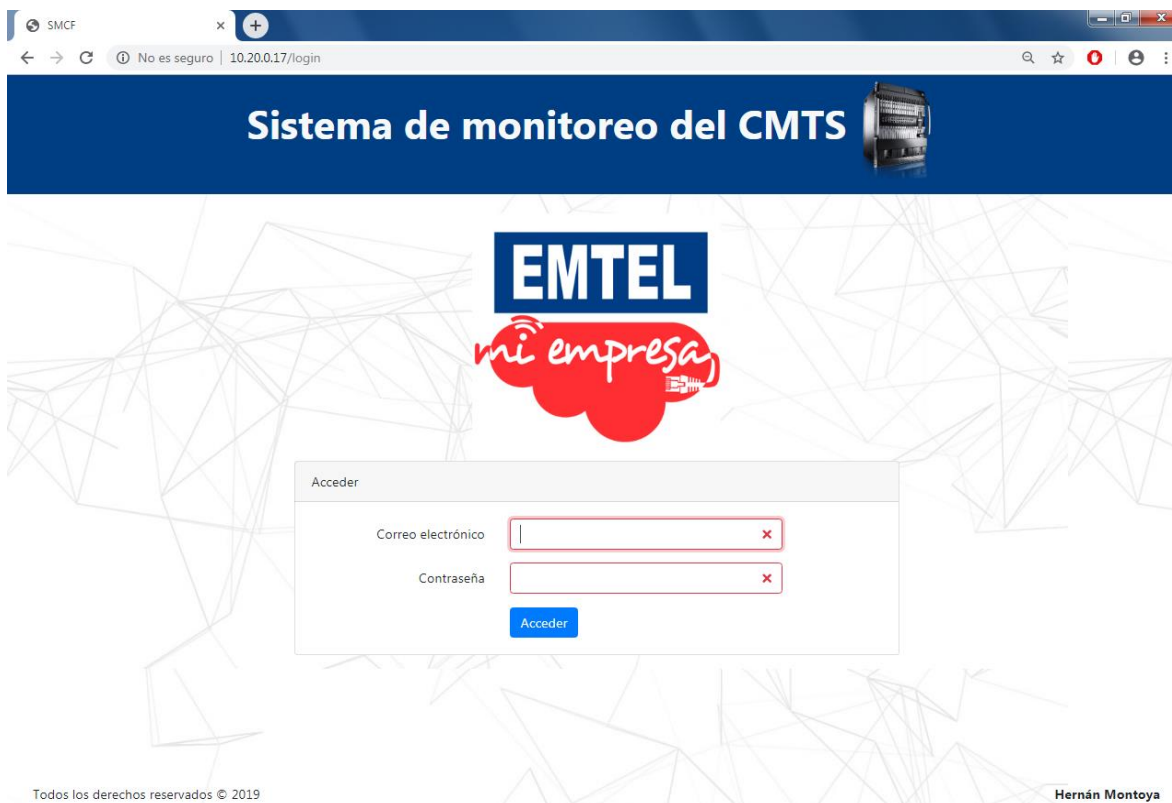 SMCF
No es seguro | 10.20.0.17/login
Sistema de monitoreo del CMTS
EMTEL
mi empresa
Acceder
Correo electrónico
Contraseña
Acceder
Todos los derechos reservados © 2019
Hernán Montoya